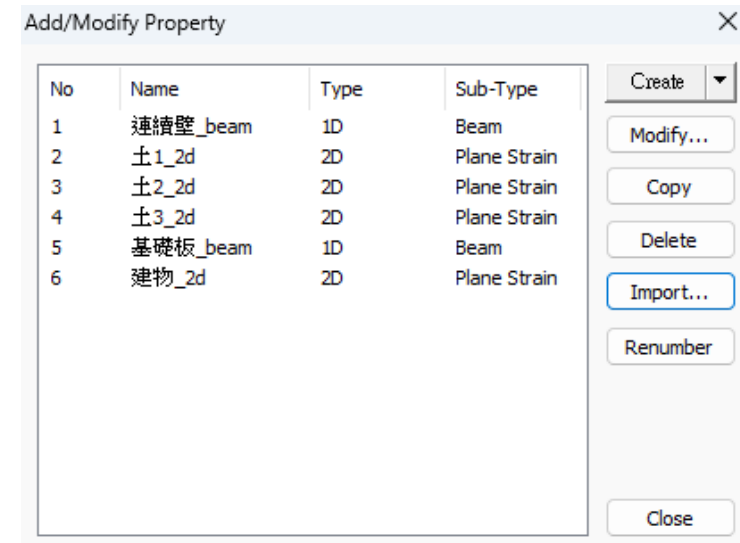 Add/Modify Property
No Name Type Sub-Type
1 連續壁_beam 1D Beam
2 土1_2d 2D Plane Strain
3 土2_2d 2D Plane Strain
4 土3_2d 2D Plane Strain
5 基礎板_beam 1D Beam
6 建物_2d 2D Plane Strain
Create
Modify...
Copy
Delete
Import...
Renumber
Close